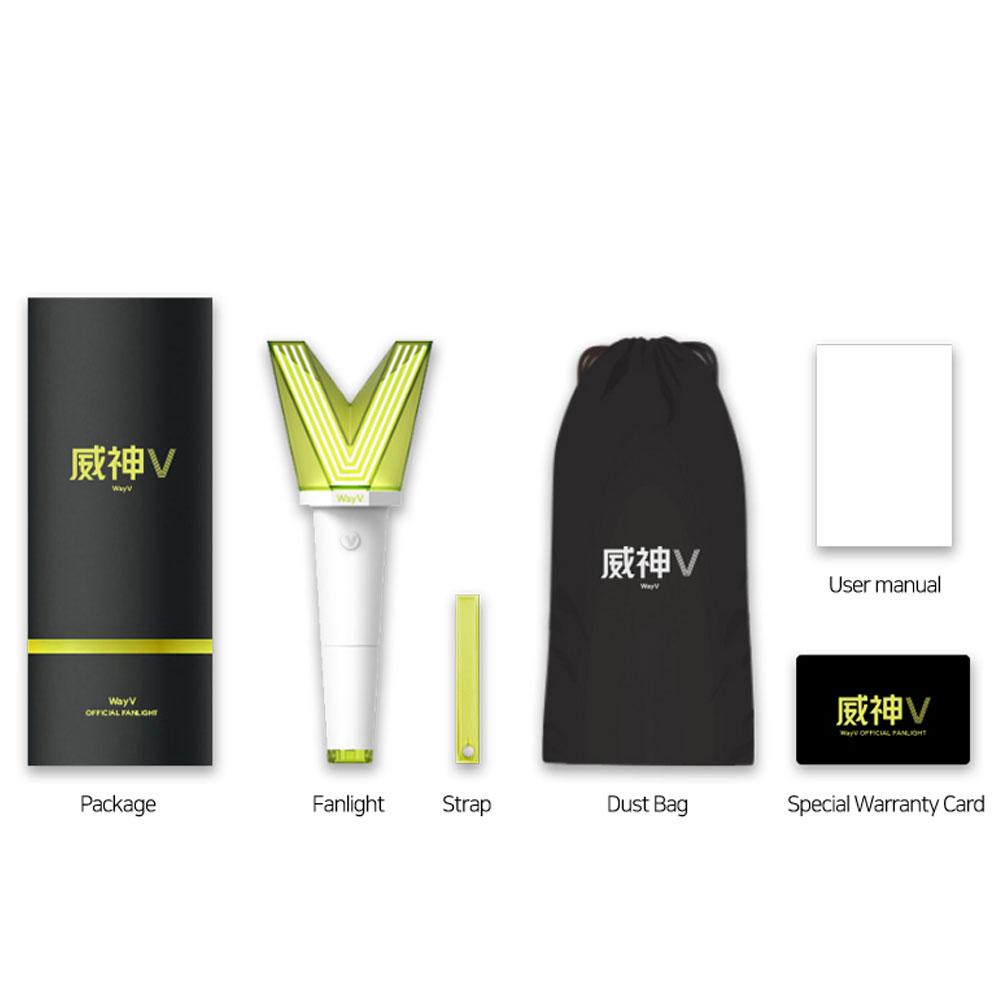 威神V
WayV
WayV
OFFICIAL FANLIGHT
Package
WayV
V
Fanlight
Strap
威神V
WayV
Dust Bag
User manual
威神V
WayV OFFICIAL FANLIGHT
Special Warranty Card